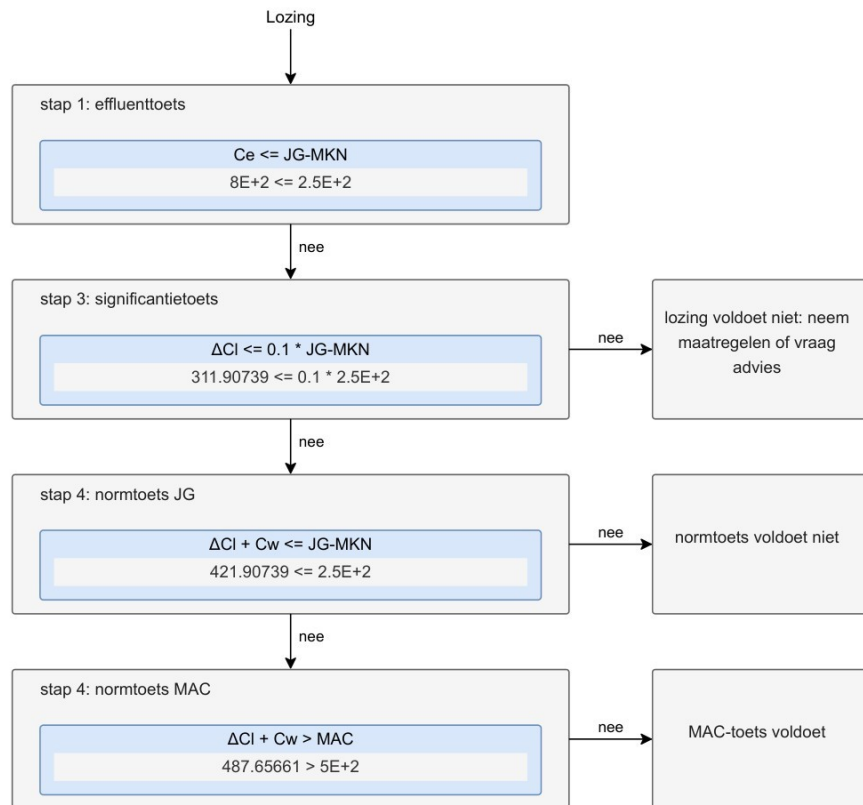 Lozing
stap 1: effluenttoets
Ce <= JG-MKN
8E+2 <= 2.5E+2
nee
stap 3: significantietoets
ΔCl <= 0.1 * JG-MKN
311.90739 <= 0.1 * 2.5E+2
nee
lozing voldoet niet: neem
maatregelen of vraag
advies
nee
stap 4: normtoets JG
ΔCl + Cw <= JG-MKN
421.90739 <= 2.5E+2
nee
normtoets voldoet niet
nee
stap 4: normtoets MAC
ΔCl + Cw > MAC
487.65661 > 5E+2
nee
MAC-toets voldoet